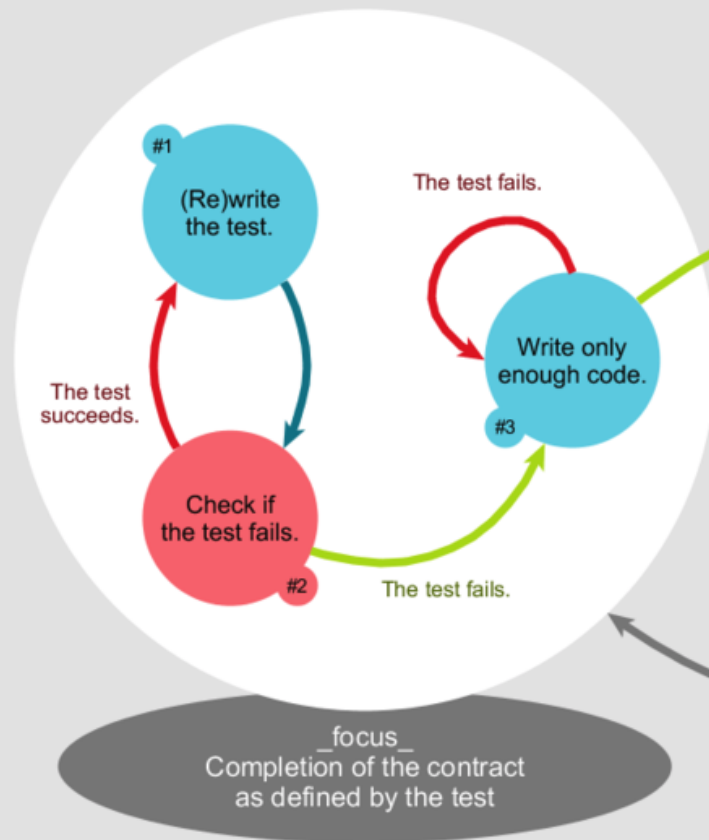 #1
(Re)write
the test.
The test fails.
Write only
enough code.
The test
succeeds.
#3
Check if
the test fails.
#2
The test fails.
_focus_
Completion of the contract
as defined by the test